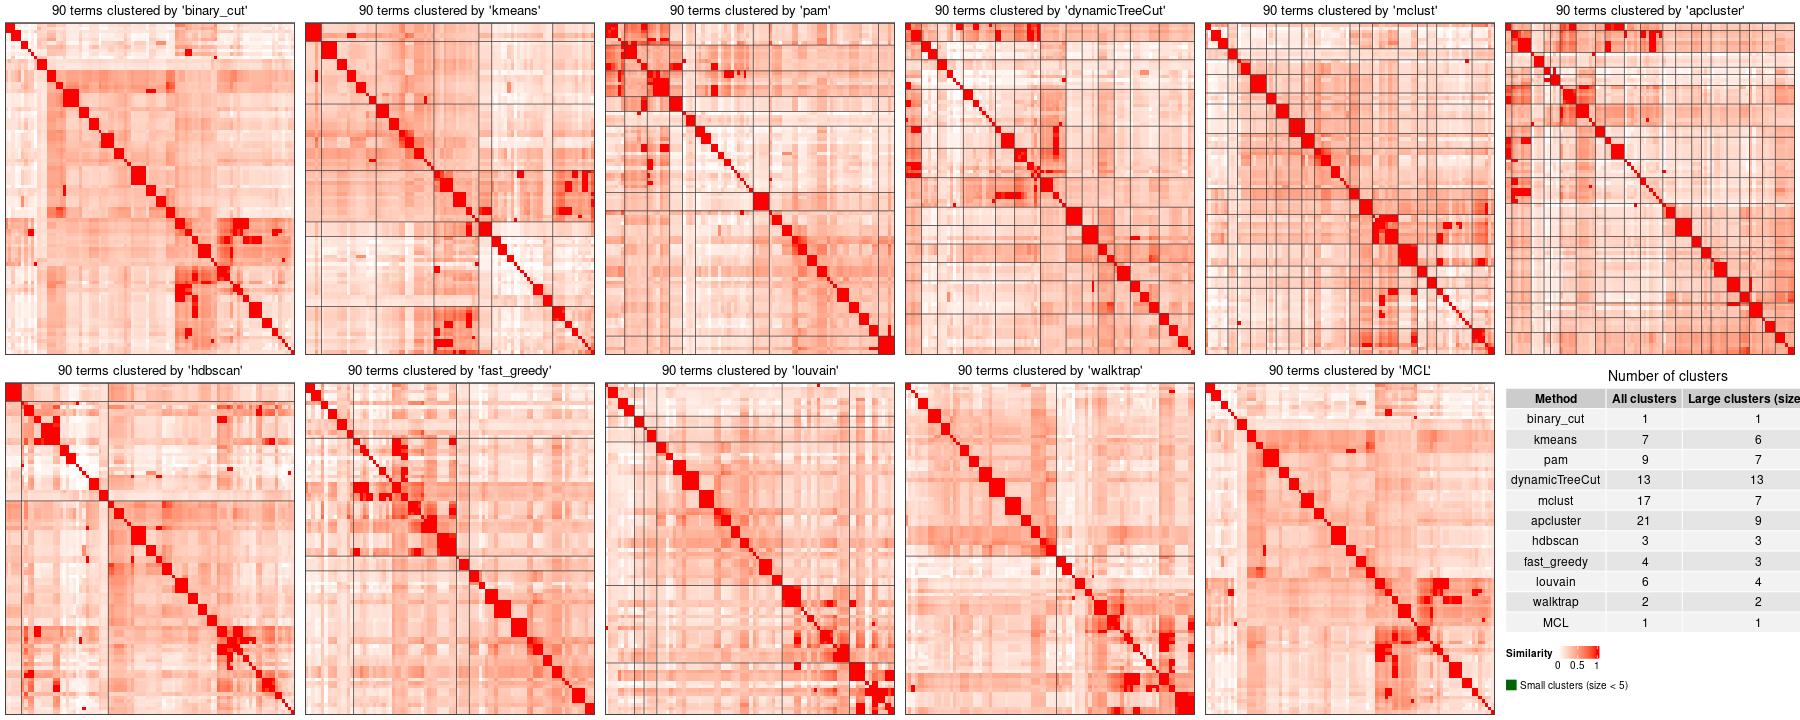 90 terms clustered by 'binary_cut'
90 terms clustered by 'kmeans'
90 terms clustered by 'pam'
90 terms clustered by 'dynamicTreeCut'
90 terms clustered by 'mclust'
90 terms clustered by 'apcluster'
90 terms clustered by 'hdbscan'
90 terms clustered by 'fast_greedy'
90 terms clustered by 'louvain'
90 terms clustered by 'walktrap'
90 terms clustered by 'MCL'
Number of clusters
Method All clusters Large clusters (size
binary_cut 1 1
kmeans 7 6
pam 9 7
dynamicTreeCut 13 13
mclust 17 7
apcluster 21 9
hdbscan 3 3
fast_greedy 4 3
louvain 6 4
walktrap 2 2
MCL 1 1
Similarity
0 0.5 1
Small clusters (size < 5)